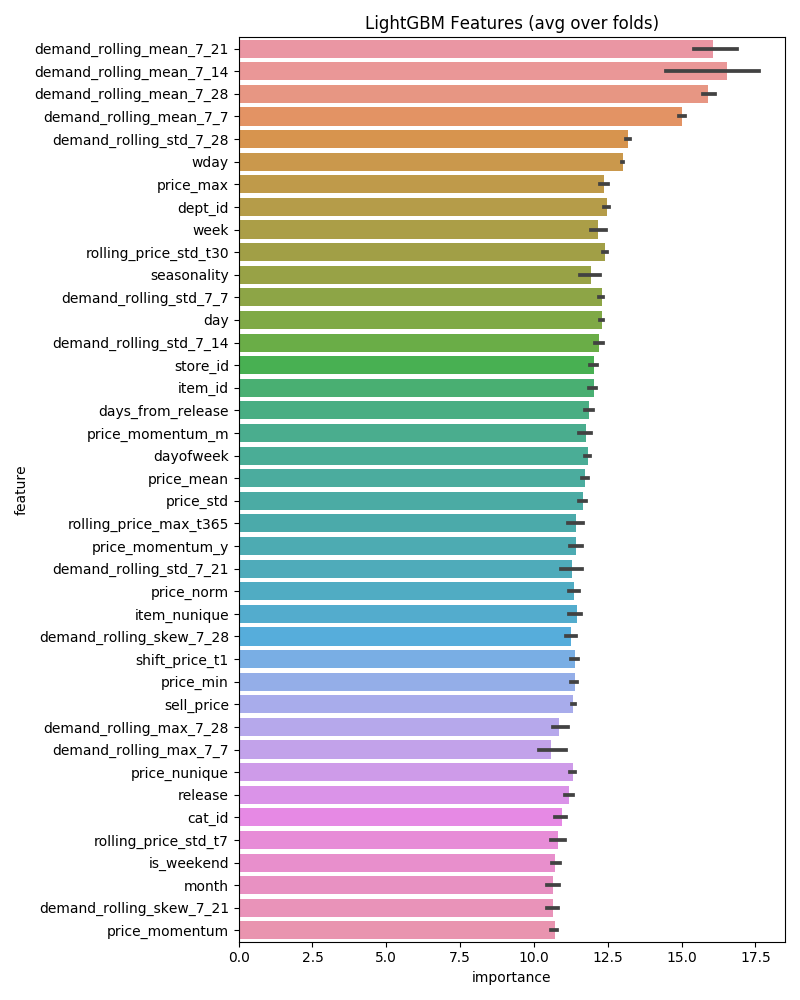 LightGBM Features (avg over folds)
demand_rolling_mean_7_21
demand_rolling_mean_7_14
demand_rolling_mean_7_28
demand_rolling_mean_7_7
demand_rolling_std_7_28
wday
price_max
dept_id
week
rolling_price_std_t30
seasonality
demand_rolling_std_7_7
day
demand_rolling_std_7_14
store_id
item_id
days_from_release
price_momentum_m
dayofweek
price_mean
price_std
rolling_price_max_t365
price_momentum_y
demand_rolling_std_7_21
price_norm
item_nunique
demand_rolling_skew_7_28
shift_price_t1
price_min
sell_price
demand_rolling_max_7_28
demand_rolling_max_7_7
price_nunique
release
cat_id
rolling_price_std_t7
is_weekend
month
demand_rolling_skew_7_21
price_momentum
feature
0.0 2.5 5.0 7.5 10.0 12.5 15.0 17.5
importance